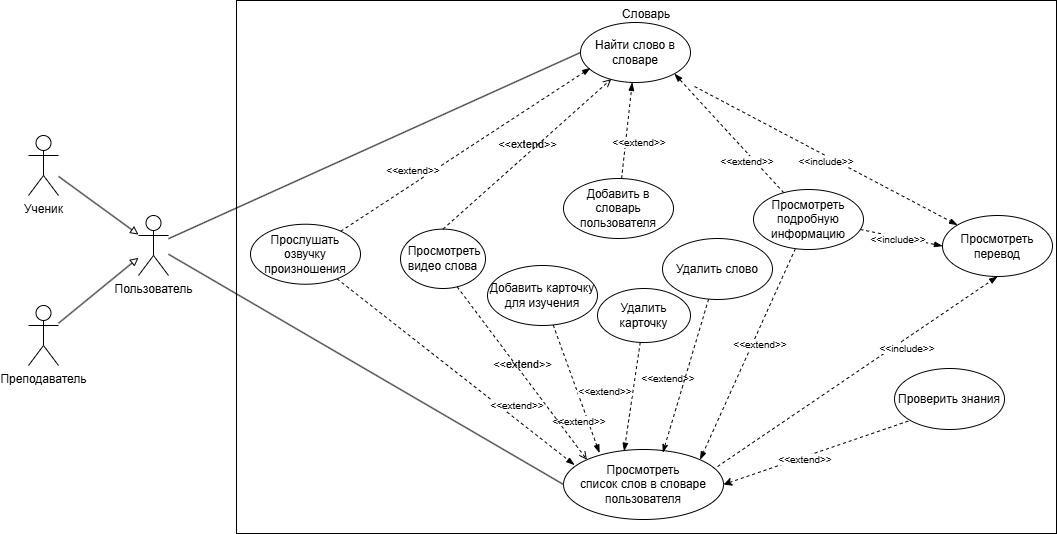 Словарь
Найти слово в
словаре
<<extend>>
<<extend>>
<<extend>>
<<extend>>
<<include>>
Ученик
Добавить в
словарь
пользователя
Просмотреть
подробную
информацию
<<include>>
Просмотреть
перевод
Прослушать
озвучку
произношения
Просмотреть
видео слова
Пользователь
Добавить карточку
для изучения
Удалить
карточку
Удалить слово
<<extend>>
<<include>>
<<extend>>
<<extend>>
<<extend>>
<<extend>>
<<extend>>
Преподаватель
Проверить знания
<<extend>>
Просмотреть
список слов в словаре
пользователя